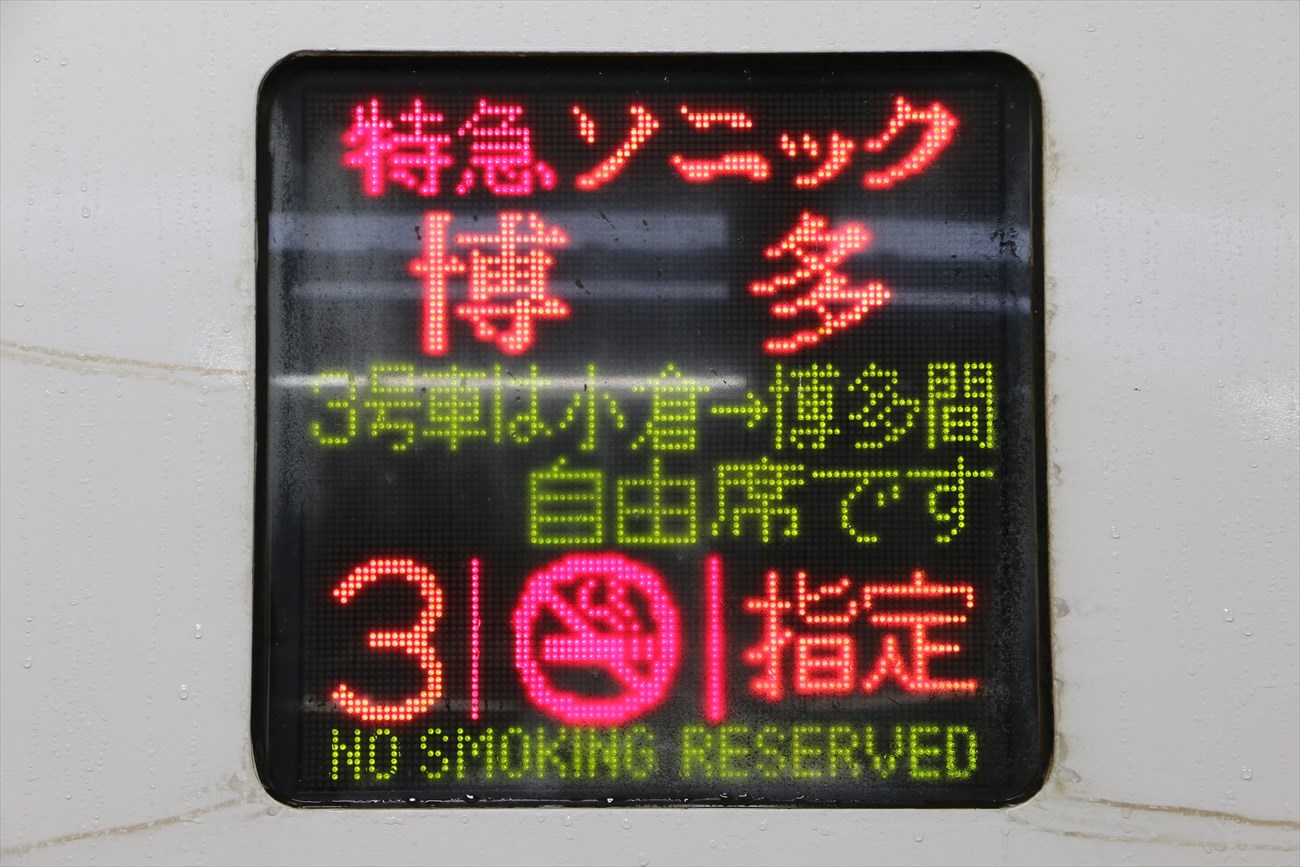 特急ソニック
博多
3号車は小倉→博多間
自由席です
3 指定
NO SMOKING RESERVED